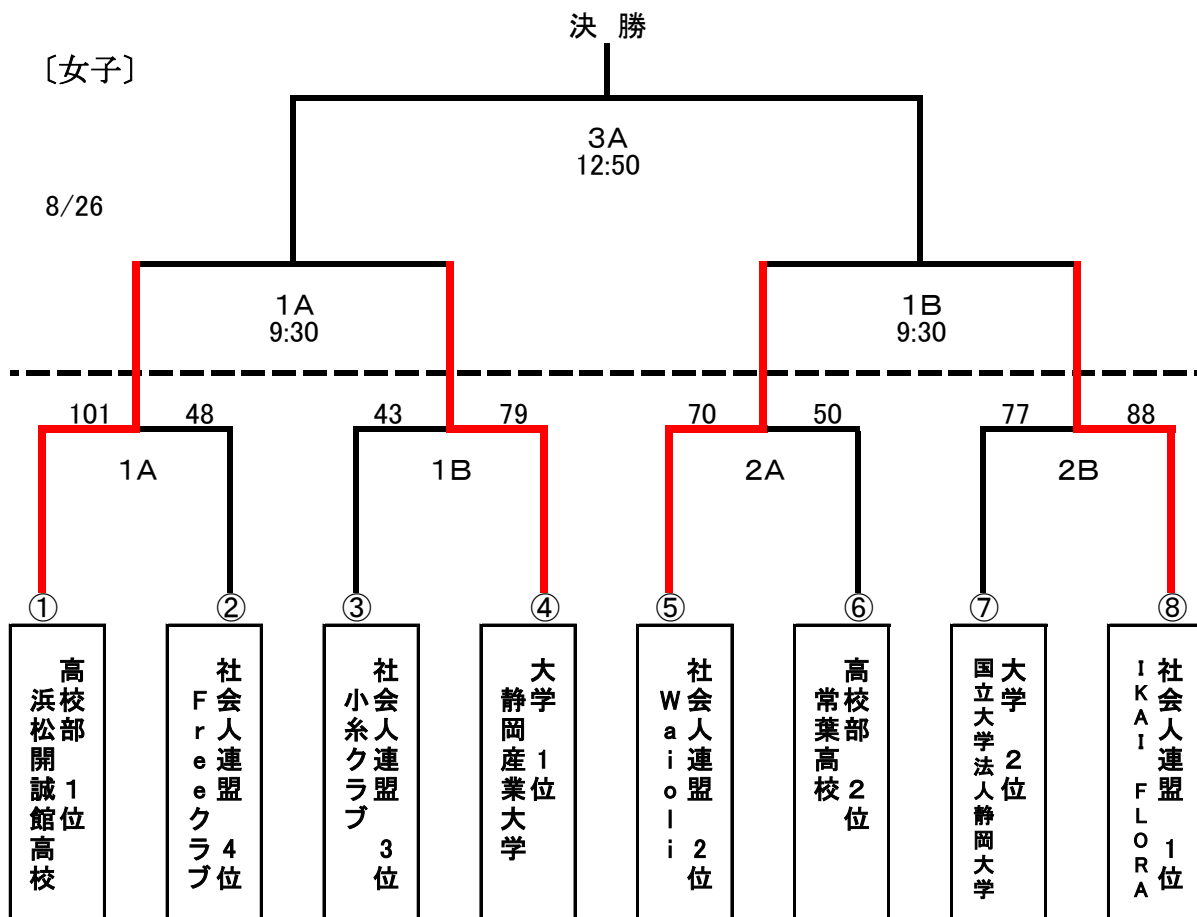 決 勝
〔女子〕
3A
12:50
8/26
1A
9:30
1B
9:30
101
48
43
79
70
50
77
88
1A
1B
2A
2B
①
②
③
④
⑤
⑥
⑦
⑧
高校部 1位
浜松開誠館高校
社会人連盟 4位
Freeクラブ
社会人連盟 3位
小糸クラブ
大学 1位
静岡産業大学
社会人連盟 2位
Waioli
高校部 2位
常葉高校
大学 2位
国立大学法人静岡大学
社会人連盟 1位
IKAI FLORA